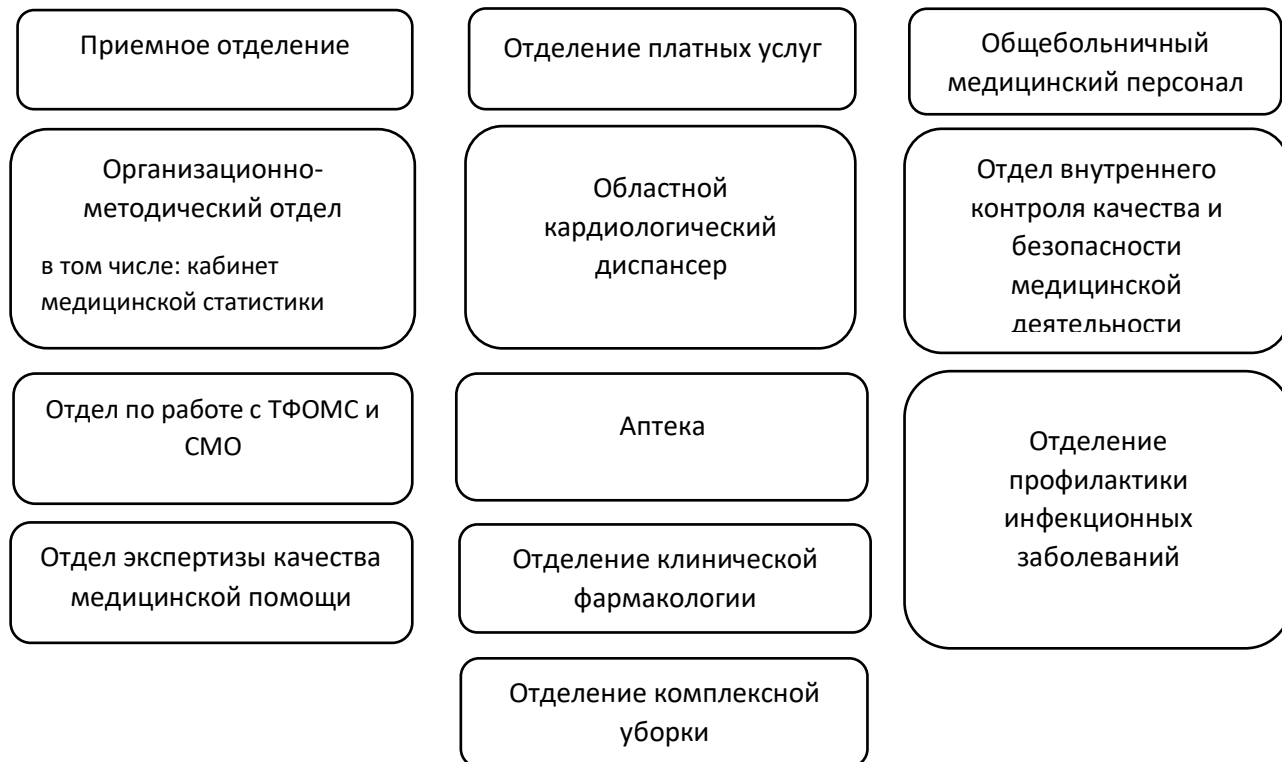 Приемное отделение
Отделение платных услуг
Общебольничный
медицинский персонал
Организационно-
методический отдел
в том числе: кабинет
медицинской статистики
Областной
кардиологический
диспансер
Отдел внутреннего
контроля качества и
безопасности
медицинской
деятельности
Отдел по работе с ТФОМС и
СМО
Аптека
Отделение
профилактики
инфекционных
заболеваний
Отдел экспертизы качества
медицинской помощи
Отделение клинической
фармакологии
Отделение комплексной
уборки